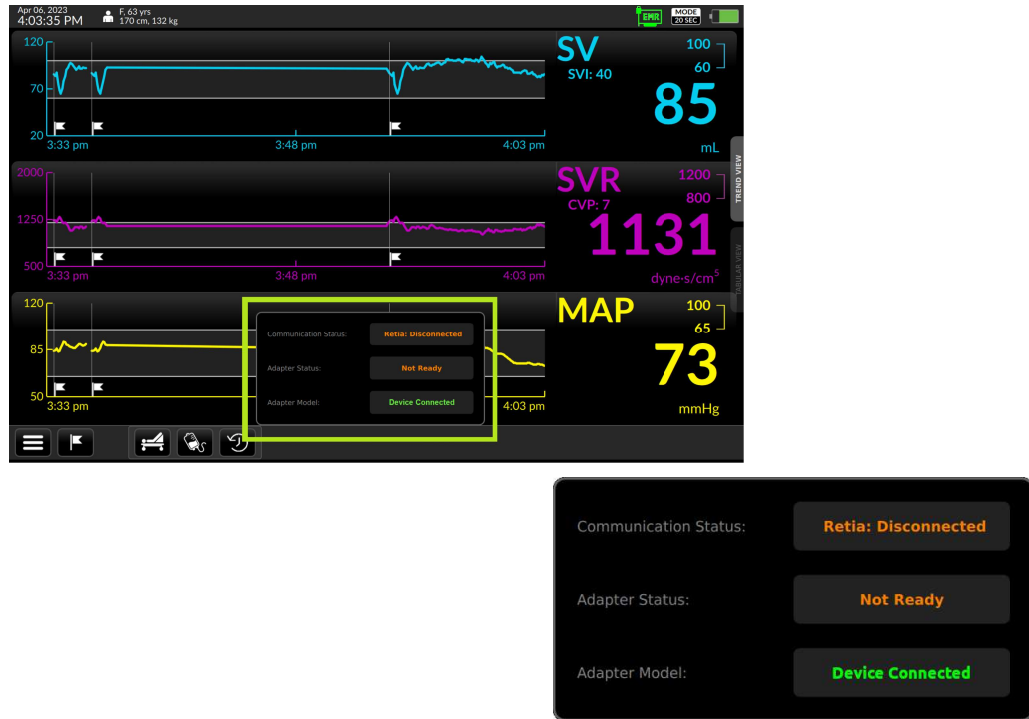 Apr 06, 2023
4:03:35 PM
F, 63 yrs
170 cm, 132 kg
EMR
MODE
20 SEC
120
70
20
3:33 pm 3:48 pm 4:03 pm
SV
SVI: 40
100
60
85
mL
2000
1250
500
3:33 pm 3:48 pm 4:03 pm
SVR
CVP: 7
1200
800
1131
dyne·s/cm⁵
TREND VIEW
TABULAR VIEW
120
85
50
3:33 pm 4:03 pm
MAP
100
65
73
mmHg
Communication Status: Retia: Disconnected
Adapter Status: Not Ready
Adapter Model: Device Connected
Communication Status: Retia: Disconnected
Adapter Status: Not Ready
Adapter Model: Device Connected